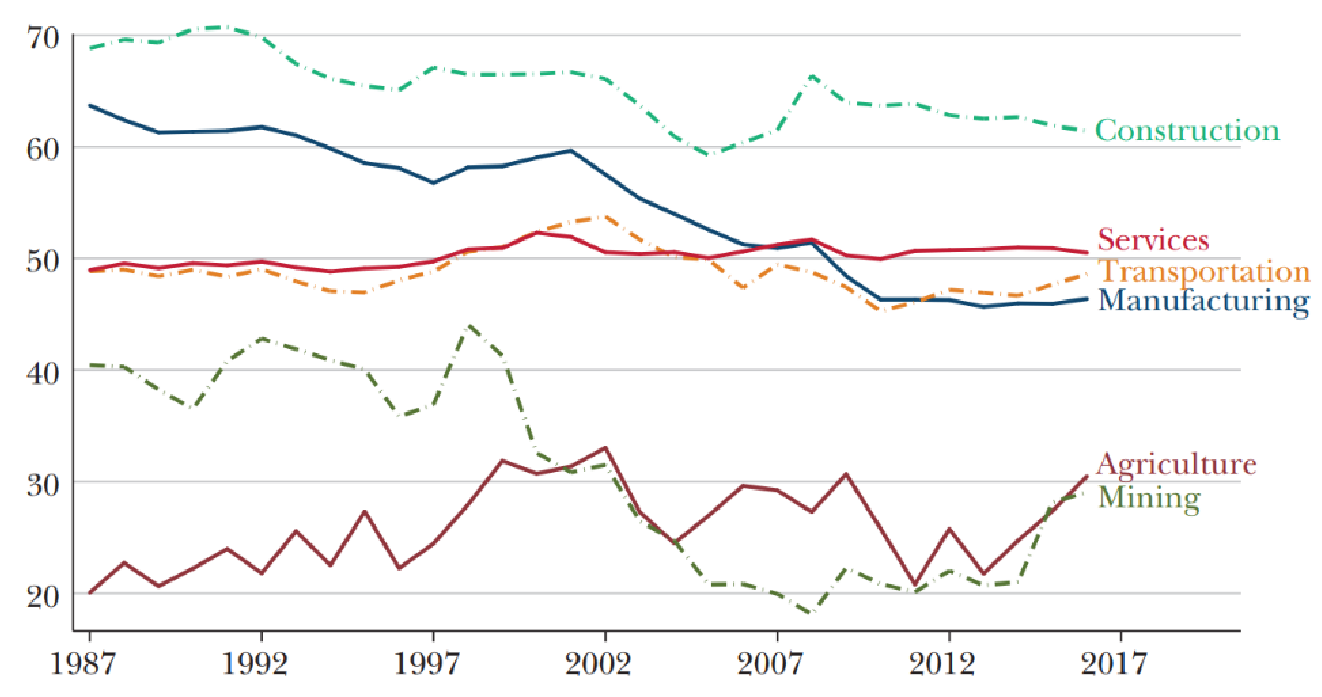 70
60
50
40
30
20
Construction
Services
Transportation
Manufacturing
Agriculture
Mining
1987 1992 1997 2002 2007 2012 2017